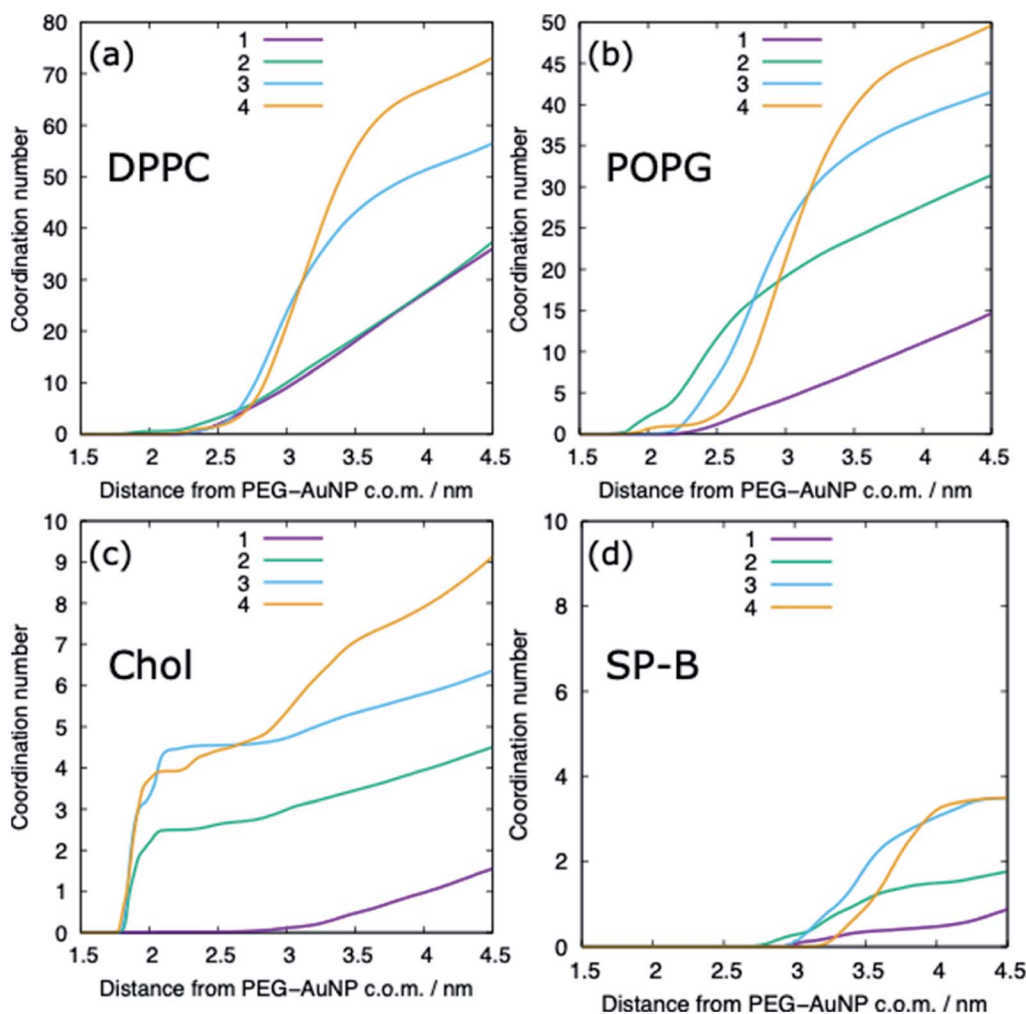 (a)
DPPC
1
2
3
4
Coordination number
80
70
60
50
40
30
20
10
0
1.5 2 2.5 3 3.5 4 4.5
Distance from PEG-AuNP c.o.m. / nm
(b)
POPG
1
2
3
4
Coordination number
50
45
40
35
30
25
20
15
10
5
0
1.5 2 2.5 3 3.5 4 4.5
Distance from PEG-AuNP c.o.m. / nm
(c)
Chol
1
2
3
4
Coordination number
10
9
8
7
6
5
4
3
2
1
0
1.5 2 2.5 3 3.5 4 4.5
Distance from PEG-AuNP c.o.m. / nm
(d)
SP-B
1
2
3
4
Coordination number
10
8
6
4
2
0
1.5 2 2.5 3 3.5 4 4.5
Distance from PEG-AuNP c.o.m. / nm